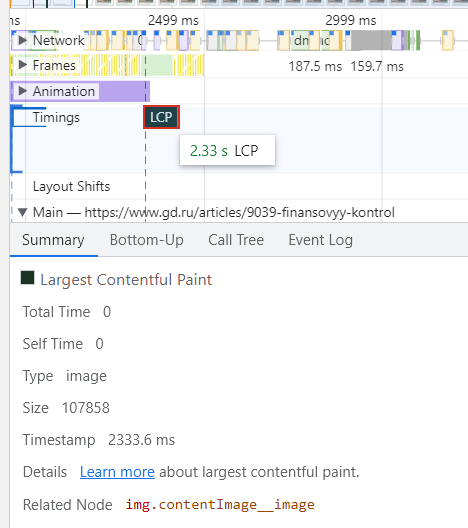 ms 2499 ms 2999 ms
Network
Frames 187.5 ms 159.7 ms
Animation
Timings LCP
2.33 s LCP
Layout Shifts
Main — https://www.gd.ru/articles/9039-finansovyy-kontrol
Summary Bottom-Up Call Tree Event Log
Largest Contentful Paint
Total Time 0
Self Time 0
Type image
Size 107858
Timestamp 2333.6 ms
Details Learn more about largest contentful paint.
Related Node img.contentImage__image